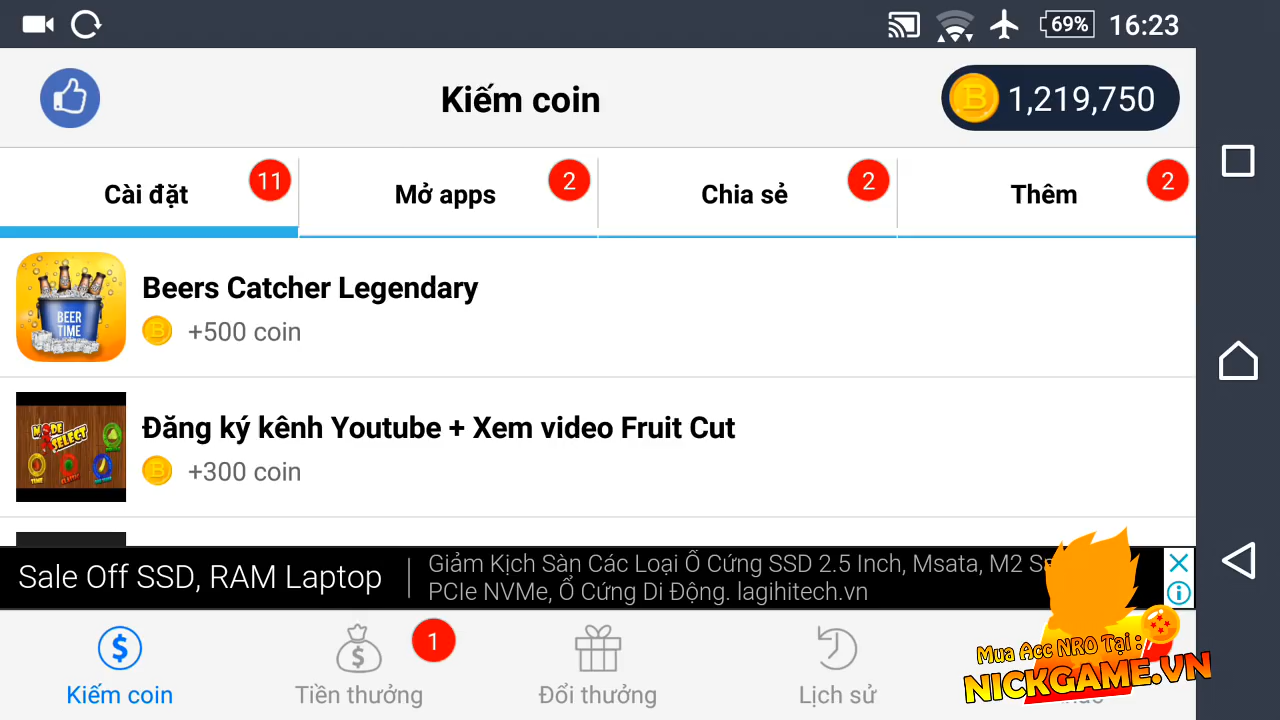 69% 16:23
Kiếm coin
B 1,219,750
Cài đặt 11
Mở apps 2
Chia sẻ 2
Thêm 2
BEER TIME
Beers Catcher Legendary
B +500 coin
MODE SELECT
Đăng ký kênh Youtube + Xem video Fruit Cut
B +300 coin
Sale Off SSD, RAM Laptop
Giảm Kịch Sàn Các Loại Ổ Cứng SSD 2.5 Inch, Msata, M2
PCIe NVMe, Ổ Cứng Di Động. lagihitech.vn
Kiếm coin
Tiền thưởng 1
Đổi thưởng
Lịch sử
Mua Acc NRO Tại :
NICKGAME.VN